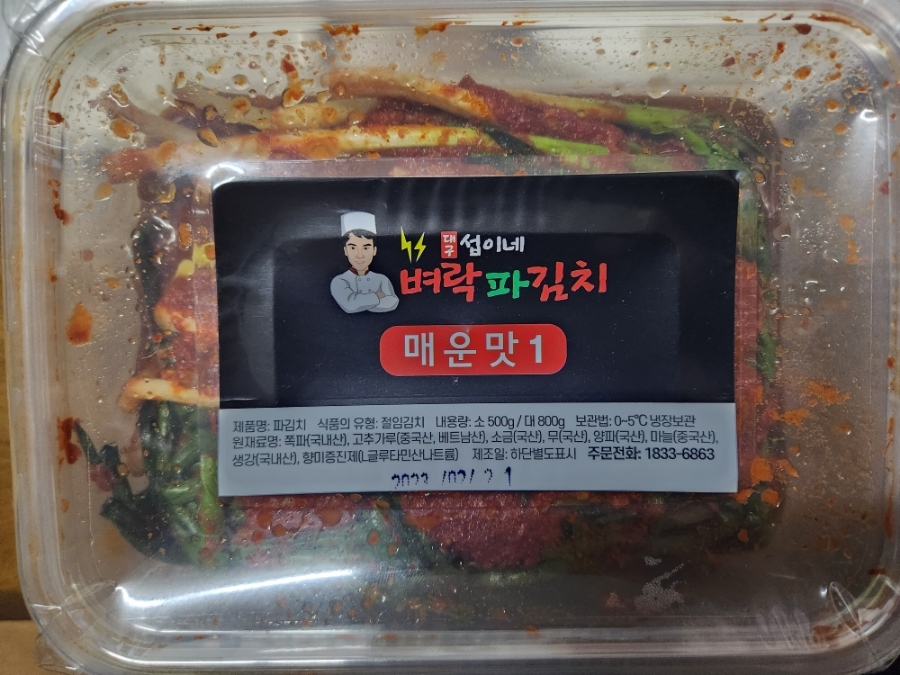 대구 섭이네
벼락파김치
매운맛 1
제품명: 파김치 식품의 유형: 절임김치 내용량: 소 500g / 대 800g 보관법: 0~5℃ 냉장보관
원재료명: 쪽파(국내산), 고추가루(중국산, 베트남산), 소금(국산), 무(국산), 양파(국산), 마늘(중국산),
생강(국내산), 향미증진제(L글루타민산나트륨) 제조일: 하단별도표시 주문전화: 1833-6863
2023 /02/ 21